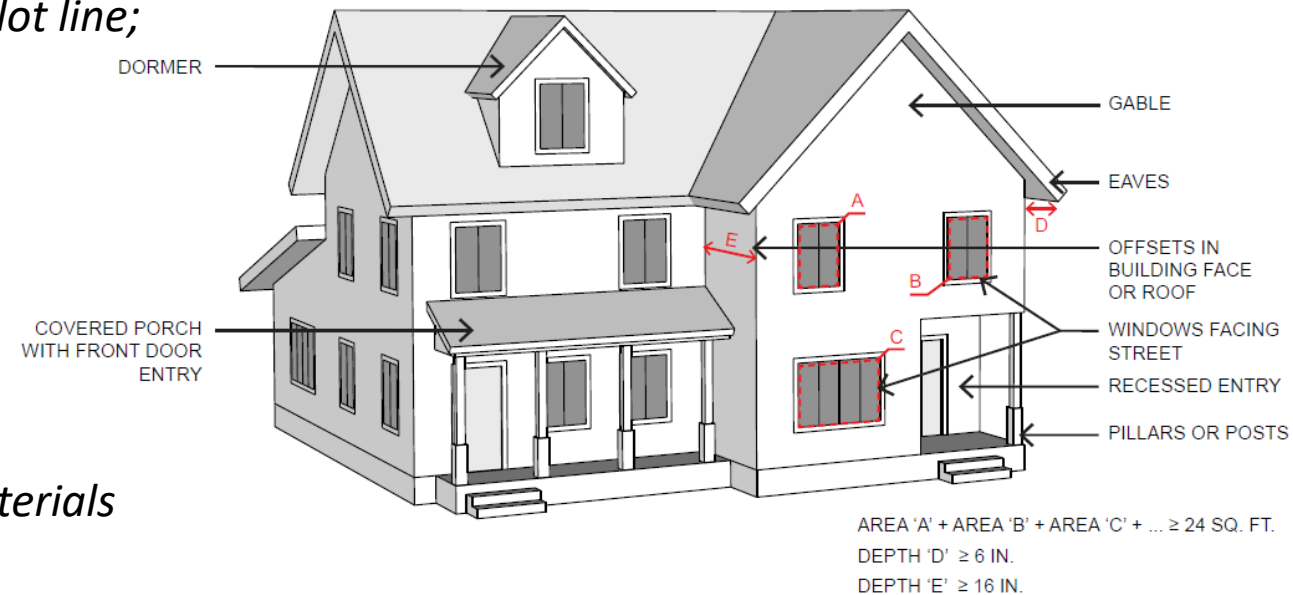 lot line;
DORMER
GABLE
EAVES
A
D
E
OFFSETS IN
BUILDING FACE
OR ROOF
B
COVERED PORCH
WITH FRONT DOOR
ENTRY
WINDOWS FACING
STREET
C
RECESSED ENTRY
PILLARS OR POSTS
terials
AREA ‘A’ + AREA ‘B’ + AREA ‘C’ + ... ≥ 24 SQ. FT.
DEPTH ‘D’ ≥ 6 IN.
DEPTH ‘E’ ≥ 16 IN.